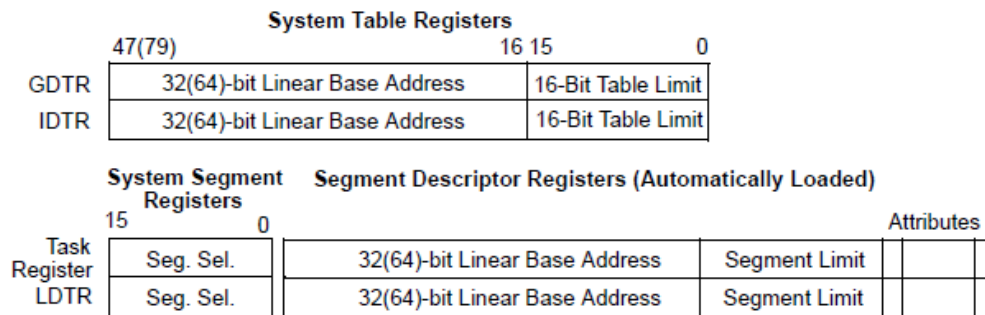 System Table Registers
47(79) 16 15 0
GDTR 32(64)-bit Linear Base Address 16-Bit Table Limit
IDTR 32(64)-bit Linear Base Address 16-Bit Table Limit
System Segment Segment Descriptor Registers (Automatically Loaded)
Registers
15 0 Attributes
Task
Register Seg. Sel. 32(64)-bit Linear Base Address Segment Limit
LDTR Seg. Sel. 32(64)-bit Linear Base Address Segment Limit